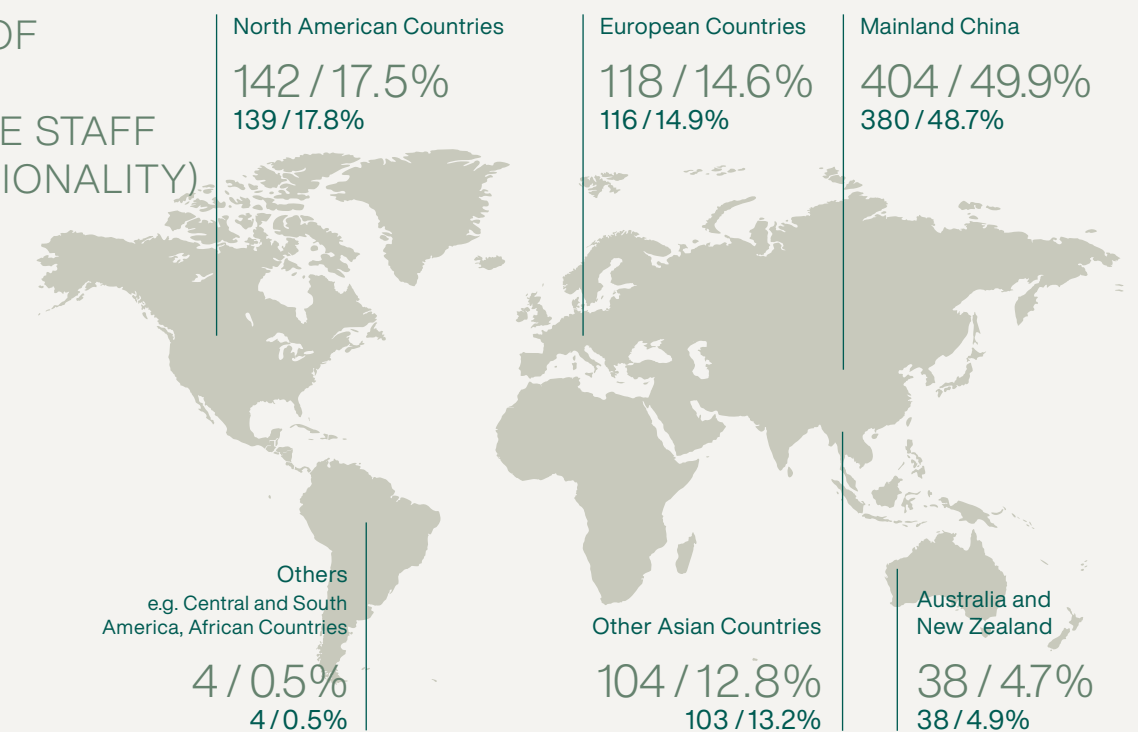 OF
E STAFF
IONALITY)
North American Countries
142 / 17.5%
139 / 17.8%
European Countries
118 / 14.6%
116 / 14.9%
Mainland China
404 / 49.9%
380 / 48.7%
Others
e.g. Central and South
America, African Countries
4 / 0.5%
4 / 0.5%
Other Asian Countries
104 / 12.8%
103 / 13.2%
Australia and
New Zealand
38 / 4.7%
38 / 4.9%